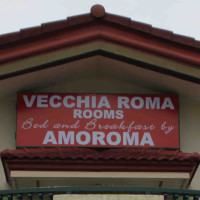 VECCHIA ROMA
ROOMS
Bed and Breakfast by
AMOROMA